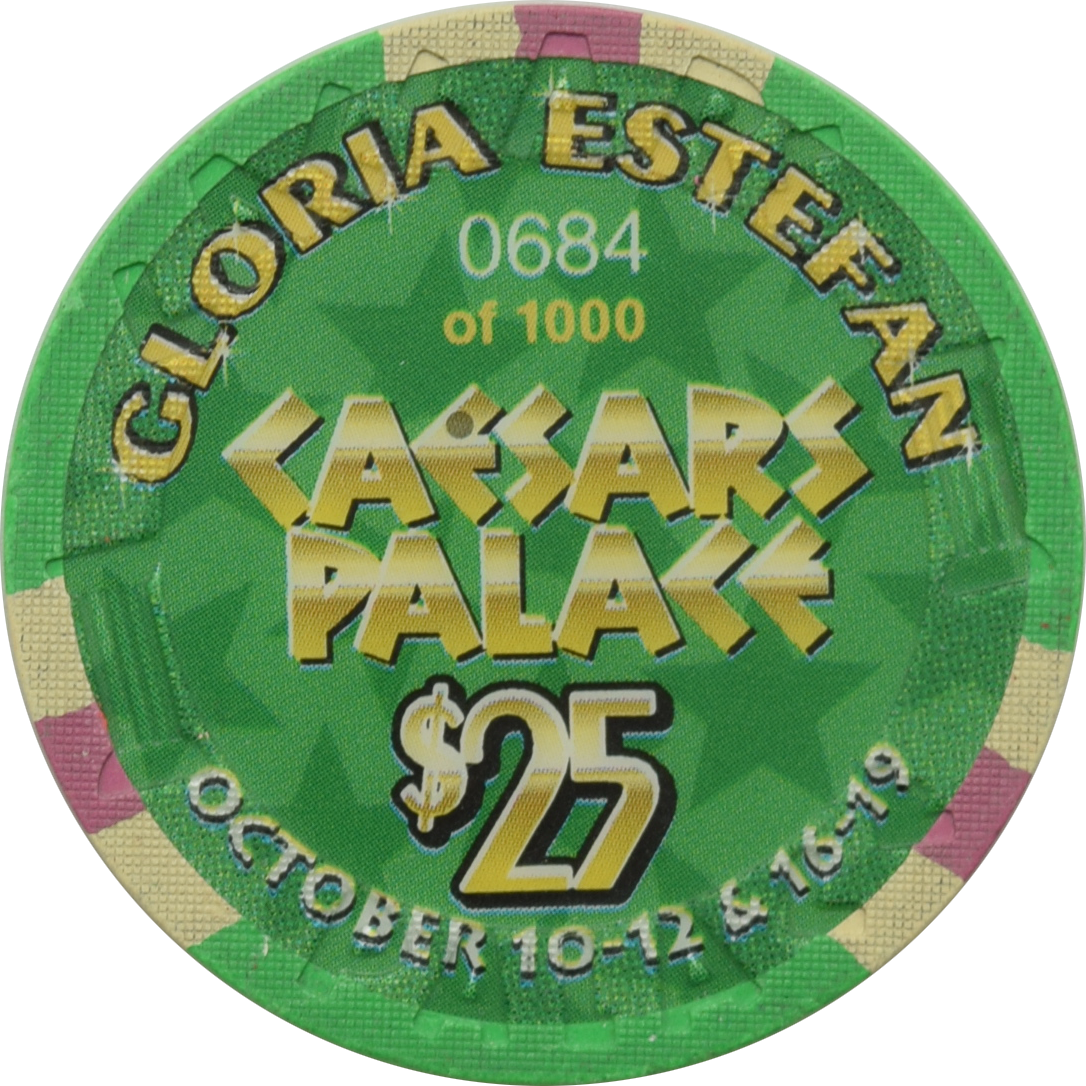 GLORIA ESTEFAN
0684
of 1000
CAESARS
PALACE
$25
OCTOBER 10-12 & 16-19